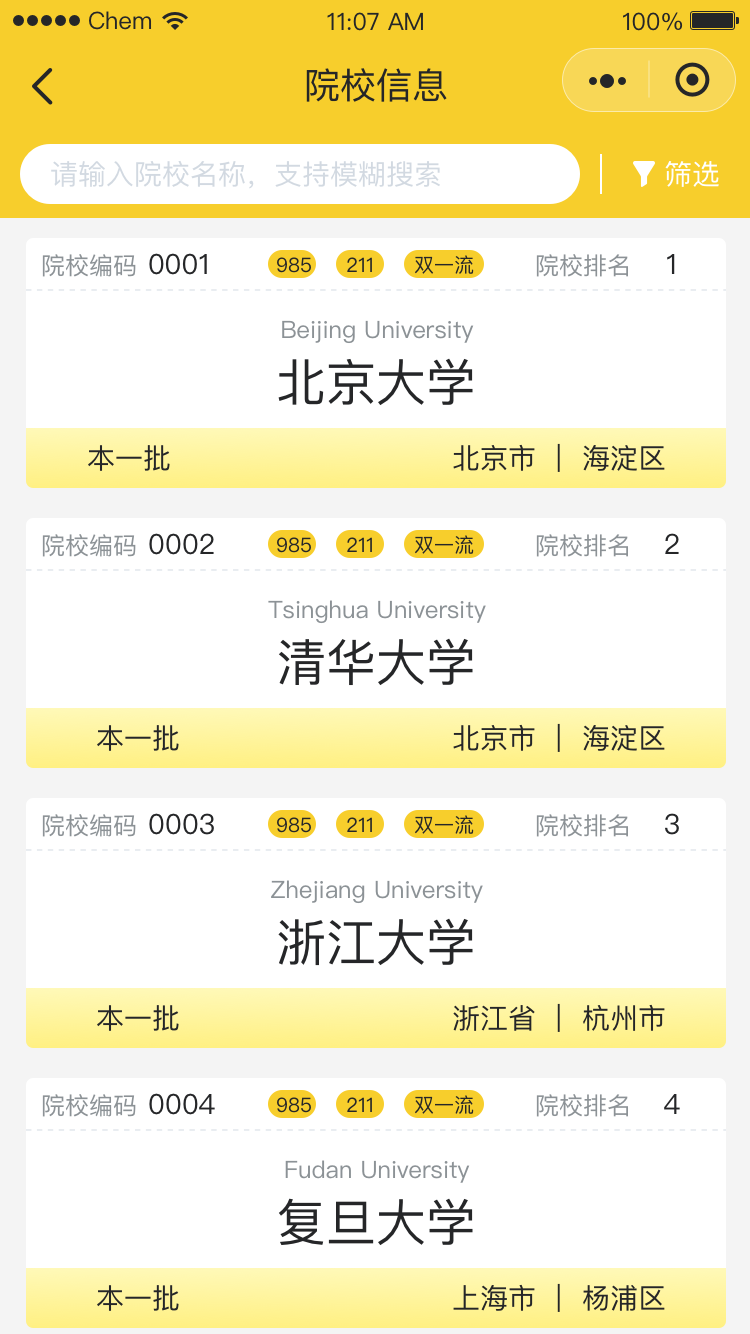 Chem 11:07 AM 100%
院校信息
请输入院校名称，支持模糊搜索 筛选
院校编码 0001 985 211 双一流 院校排名 1
Beijing University
北京大学
本一批 北京市 | 海淀区
院校编码 0002 985 211 双一流 院校排名 2
Tsinghua University
清华大学
本一批 北京市 | 海淀区
院校编码 0003 985 211 双一流 院校排名 3
Zhejiang University
浙江大学
本一批 浙江省 | 杭州市
院校编码 0004 985 211 双一流 院校排名 4
Fudan University
复旦大学
本一批 上海市 | 杨浦区